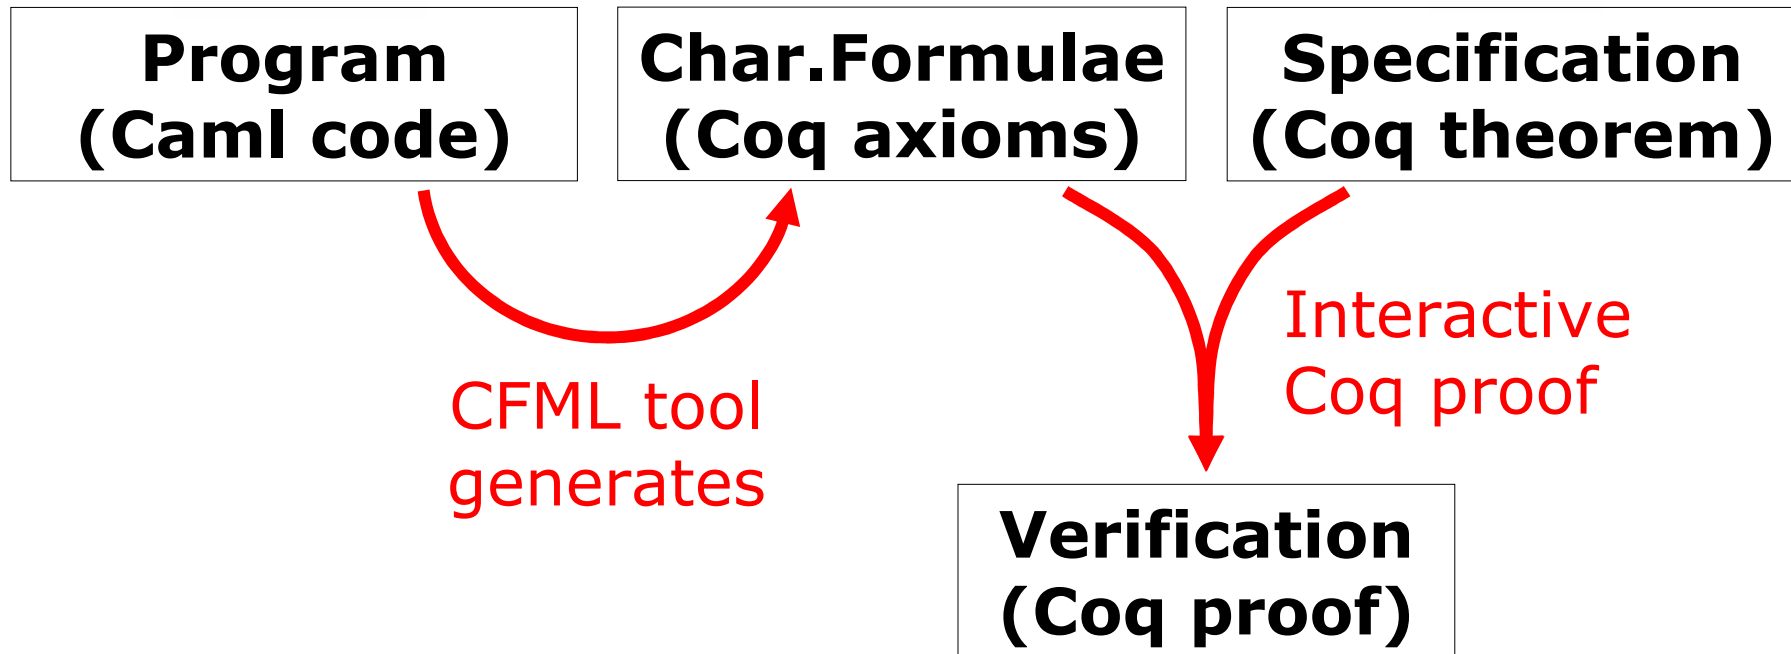 Program
(Caml code)
Char.Formulae
(Coq axioms)
Specification
(Coq theorem)
CFML tool
generates
Interactive
Coq proof
Verification
(Coq proof)